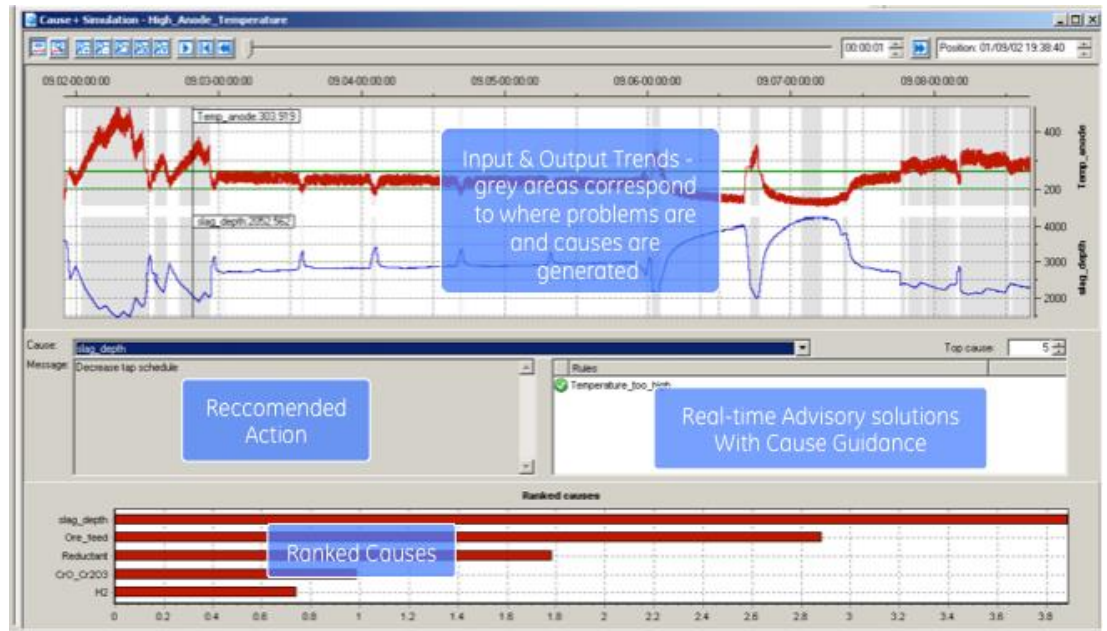 Cause+ Simulation - High_Anode_Temperature
00:00:01
Position: 01/09/02 19:38:40
09.02-00:00:00 09.03-00:00:00 09.04-00:00:00 09.05-00:00:00 09.06-00:00:00 09.07-00:00:00 09.08-00:00:00
Temp_anode:303.919
400
200
Temp_anode
slag_depth:2052.562
4000
3000
2000
slag_depth
Input & Output Trends -
grey areas correspond
to where problems are
and causes are
generated
Cause: slag_depth
Top cause: 5
Message: Decrease tap schedule
Rules
Temperature_too_high
Reccomended
Action
Real-time Advisory solutions
With Cause Guidance
Ranked causes
slag_depth
Ore_feed
Reductant
CrO_Cr2O3
H2
Ranked Causes
0 0.2 0.4 0.6 0.8 1 1.2 1.4 1.6 1.8 2 2.2 2.4 2.6 2.8 3 3.2 3.4 3.6 3.8